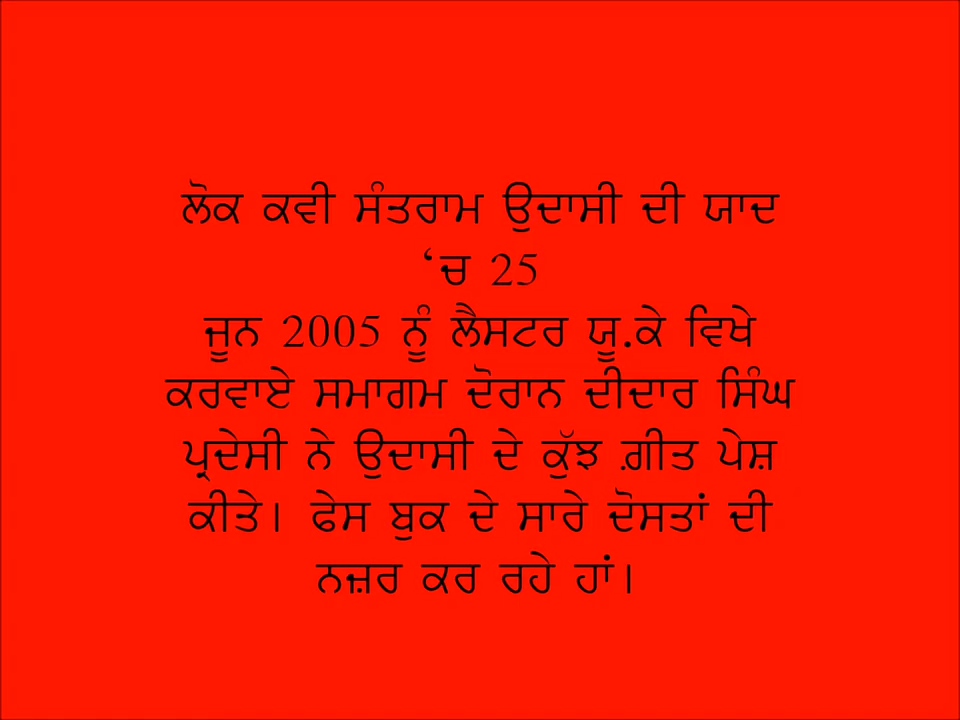 ਲੋਕ ਕਵੀ ਸੰਤਰਾਮ ਉਦਾਸੀ ਦੀ ਯਾਦ
‘ਚ 25
ਜੂਨ 2005 ਨੂੰ ਲੈਸਟਰ ਯੂ.ਕੇ ਵਿਖੇ
ਕਰਵਾਏ ਸਮਾਗਮ ਦੋਰਾਨ ਦੀਦਾਰ ਸਿੰਘ
ਪ੍ਰਦੇਸੀ ਨੇ ਉਦਾਸੀ ਦੇ ਕੁੱਝ ਗ਼ੀਤ ਪੇਸ਼
ਕੀਤੇ। ਫੇਸ ਬੁਕ ਦੇ ਸਾਰੇ ਦੋਸਤਾਂ ਦੀ
ਨਜ਼ਰ ਕਰ ਰਹੇ ਹਾਂ।